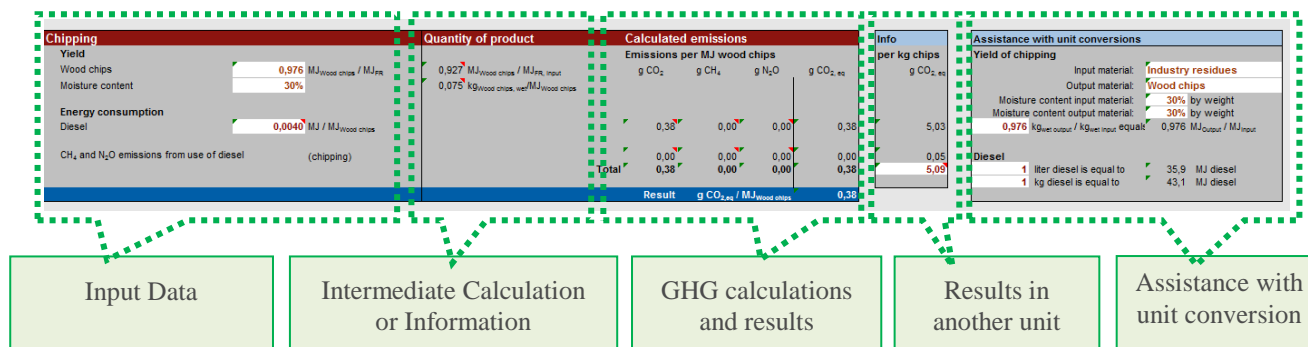 Chipping Quantity of product Calculated emissions Info Assistance with unit conversions
Yield Emissions per MJ wood chips per kg chips Yield of chipping
Wood chips 0,976 MJWood chips / MJFR 0,927 MJWood chips / MJFR, input g CO2 g CH4 g N2O g CO2, eq g CO2, eq Input material: Industry residues
Moisture content 30% 0,075 kgWood chips, wet/MJWood chips Output material: Wood chips
Moisture content input material: 30% by weight
Energy consumption Moisture content output material: 30% by weight
Diesel 0,0040 MJ / MJWood chips 0,38 0,00 0,00 0,38 5,03 0,976 kgwet output / kgwet input equals 0,976 MJOutput / MJInput
CH4 and N2O emissions from use of diesel (chipping) 0,00 0,00 0,00 0,05 Diesel
Total 0,38 0,00 0,00 0,38 5,09 1 liter diesel is equal to 35,9 MJ diesel
1 kg diesel is equal to 43,1 MJ diesel
Result g CO2,eq / MJWood chips 0,38
Input Data
Intermediate Calculation
or Information
GHG calculations
and results
Results in
another unit
Assistance with
unit conversion